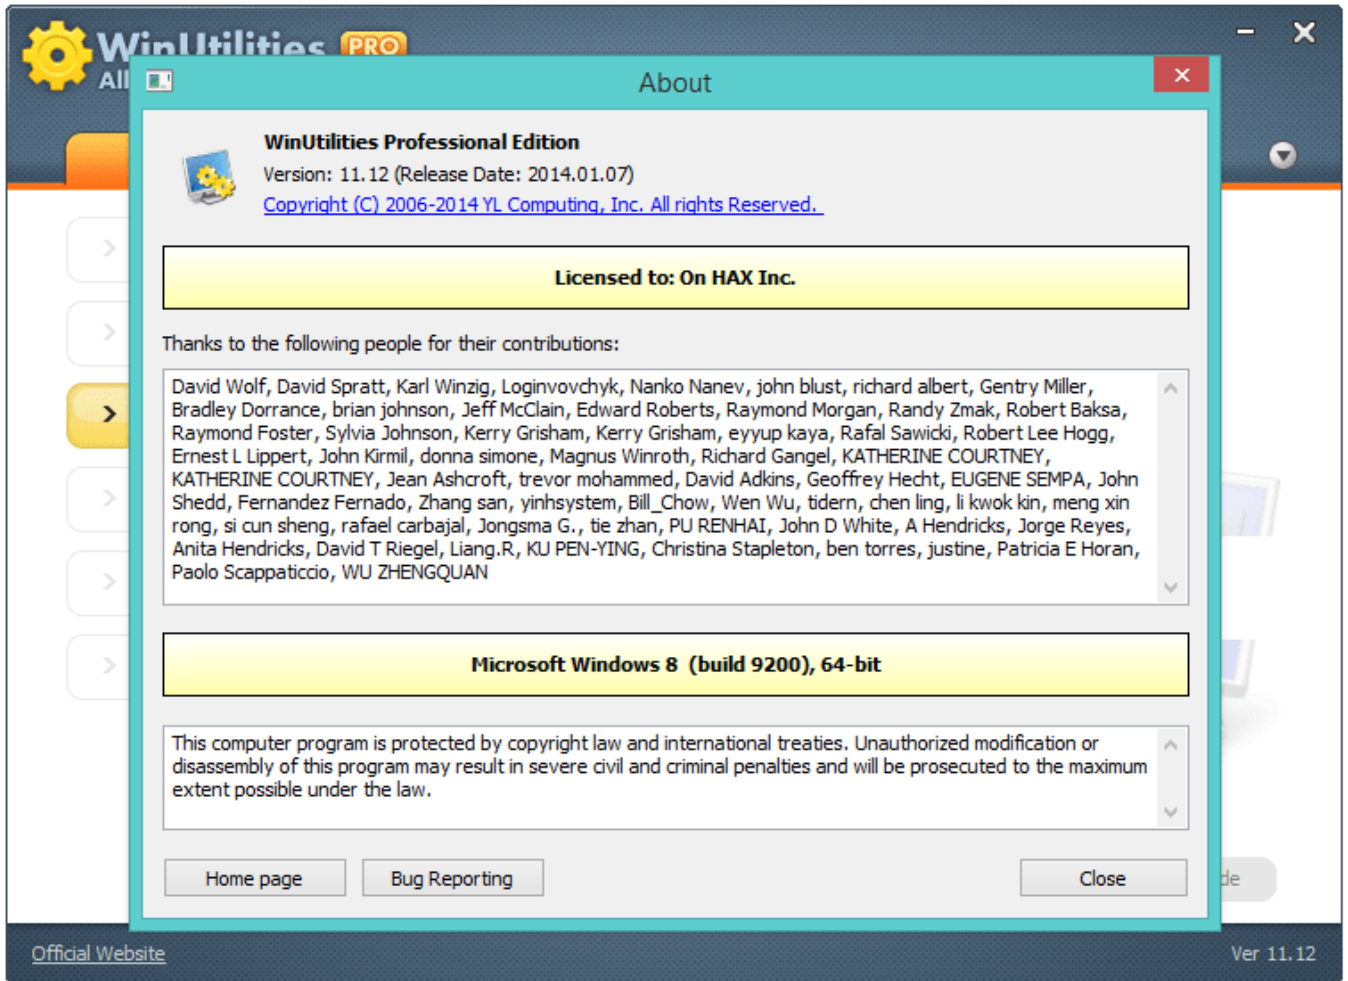 WinUtilities PRO
All
About
WinUtilities Professional Edition
Version: 11.12 (Release Date: 2014.01.07)
Copyright (C) 2006-2014 YL Computing, Inc. All rights Reserved.
Licensed to: On HAX Inc.
Thanks to the following people for their contributions:
David Wolf, David Spratt, Karl Winzig, Loginvovchyk, Nanko Nanev, john blust, richard albert, Gentry Miller,
Bradley Dorrance, brian johnson, Jeff McClain, Edward Roberts, Raymond Morgan, Randy Zmak, Robert Baksa,
Raymond Foster, Sylvia Johnson, Kerry Grisham, Kerry Grisham, eyyup kaya, Rafal Sawicki, Robert Lee Hogg,
Ernest L Lippert, John Kirmil, donna simone, Magnus Winroth, Richard Gangel, KATHERINE COURTNEY,
KATHERINE COURTNEY, Jean Ashcroft, trevor mohammed, David Adkins, Geoffrey Hecht, EUGENE SEMPA, John
Shedd, Fernandez Fernado, Zhang san, yinhsystem, Bill_Chow, Wen Wu, tidern, chen ling, li kwok kin, meng xin
rong, si cun sheng, rafael carbajal, Jongsma G., tie zhan, PU RENHAI, John D White, A Hendricks, Jorge Reyes,
Anita Hendricks, David T Riegel, Liang.R, KU PEN-YING, Christina Stapleton, ben torres, justine, Patricia E Horan,
Paolo Scappaticcio, WU ZHENGQUAN
Microsoft Windows 8 (build 9200), 64-bit
This computer program is protected by copyright law and international treaties. Unauthorized modification or
disassembly of this program may result in severe civil and criminal penalties and will be prosecuted to the maximum
extent possible under the law.
Home page
Bug Reporting
Close
de
Official Website
Ver 11.12